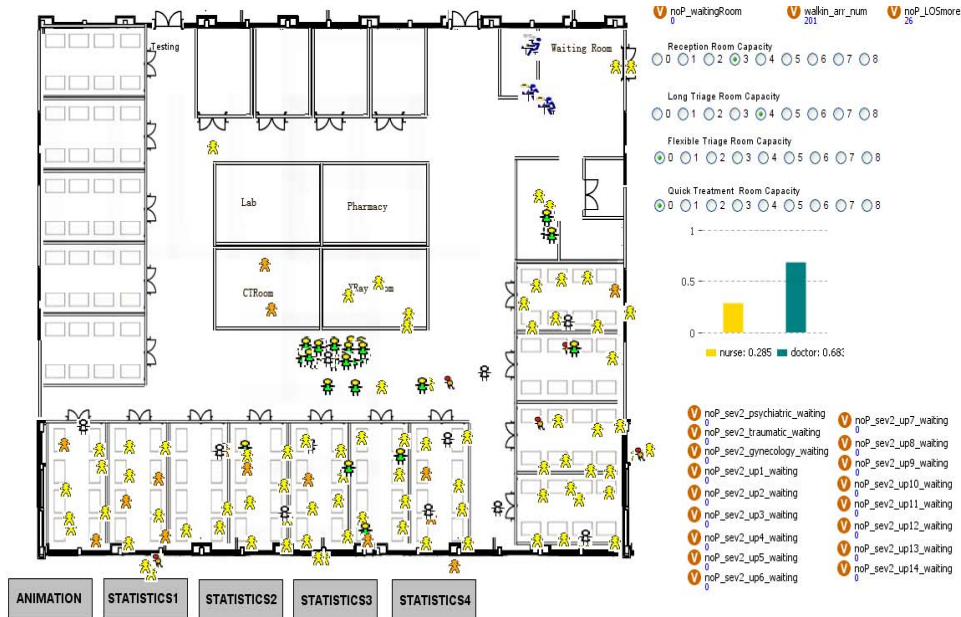 noP_waitingRoom
0
walkin_arr_num
201
noP_LOSmore
26
Testing
Waiting Room
Reception Room Capacity
0 1 2 3 4 5 6 7 8
Long Triage Room Capacity
0 1 2 3 4 5 6 7 8
Flexible Triage Room Capacity
0 1 2 3 4 5 6 7 8
Quick Treatment Room Capacity
0 1 2 3 4 5 6 7 8
Lab
Pharmacy
CTRoom
1
0.5
0
nurse: 0.285 doctor: 0.683
noP_sev2_psychiatric_waiting
0
noP_sev2_traumatic_waiting
0
noP_sev2_gynecology_waiting
0
noP_sev2_up1_waiting
0
noP_sev2_up2_waiting
0
noP_sev2_up3_waiting
0
noP_sev2_up4_waiting
0
noP_sev2_up5_waiting
0
noP_sev2_up6_waiting
0
noP_sev2_up7_waiting
0
noP_sev2_up8_waiting
0
noP_sev2_up9_waiting
0
noP_sev2_up10_waiting
0
noP_sev2_up11_waiting
0
noP_sev2_up12_waiting
0
noP_sev2_up13_waiting
0
noP_sev2_up14_waiting
0
ANIMATION
STATISTICS1
STATISTICS2
STATISTICS3
STATISTICS4